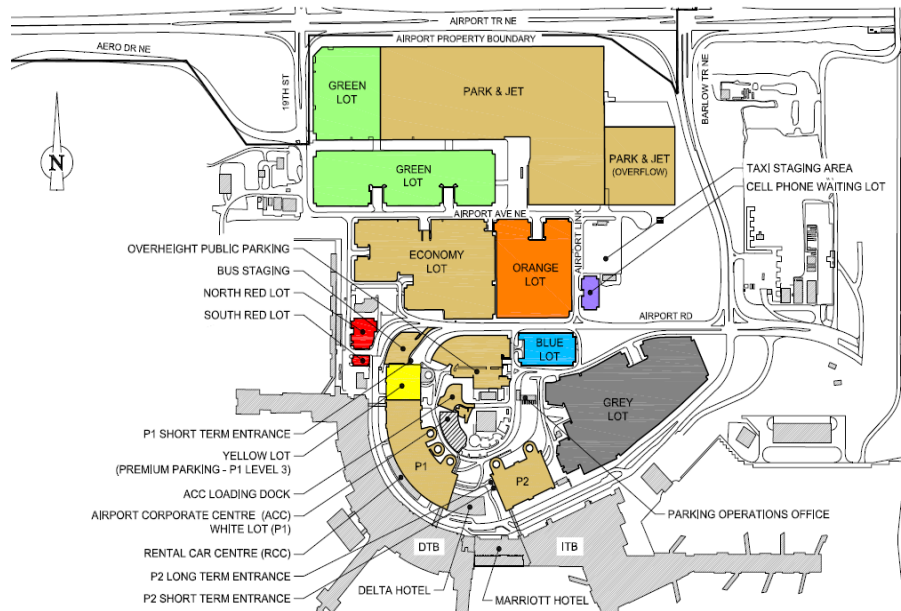 AIRPORT TR NE
AIRPORT PROPERTY BOUNDARY
AERO DR NE
19TH ST
BARLOW TR NE
GREEN
LOT
PARK & JET
N
GREEN
LOT
PARK & JET
(OVERFLOW)
TAXI STAGING AREA
CELL PHONE WAITING LOT
AIRPORT AVE NE
AIRPORT LINK
OVERHEIGHT PUBLIC PARKING
BUS STAGING
NORTH RED LOT
SOUTH RED LOT
ECONOMY
LOT
ORANGE
LOT
AIRPORT RD
BLUE
LOT
GREY
LOT
P1 SHORT TERM ENTRANCE
YELLOW LOT
(PREMIUM PARKING - P1 LEVEL 3)
ACC LOADING DOCK
AIRPORT CORPORATE CENTRE (ACC)
WHITE LOT (P1)
RENTAL CAR CENTRE (RCC)
P2 LONG TERM ENTRANCE
P2 SHORT TERM ENTRANCE
P1
P2
PARKING OPERATIONS OFFICE
DTB
ITB
DELTA HOTEL
MARRIOTT HOTEL